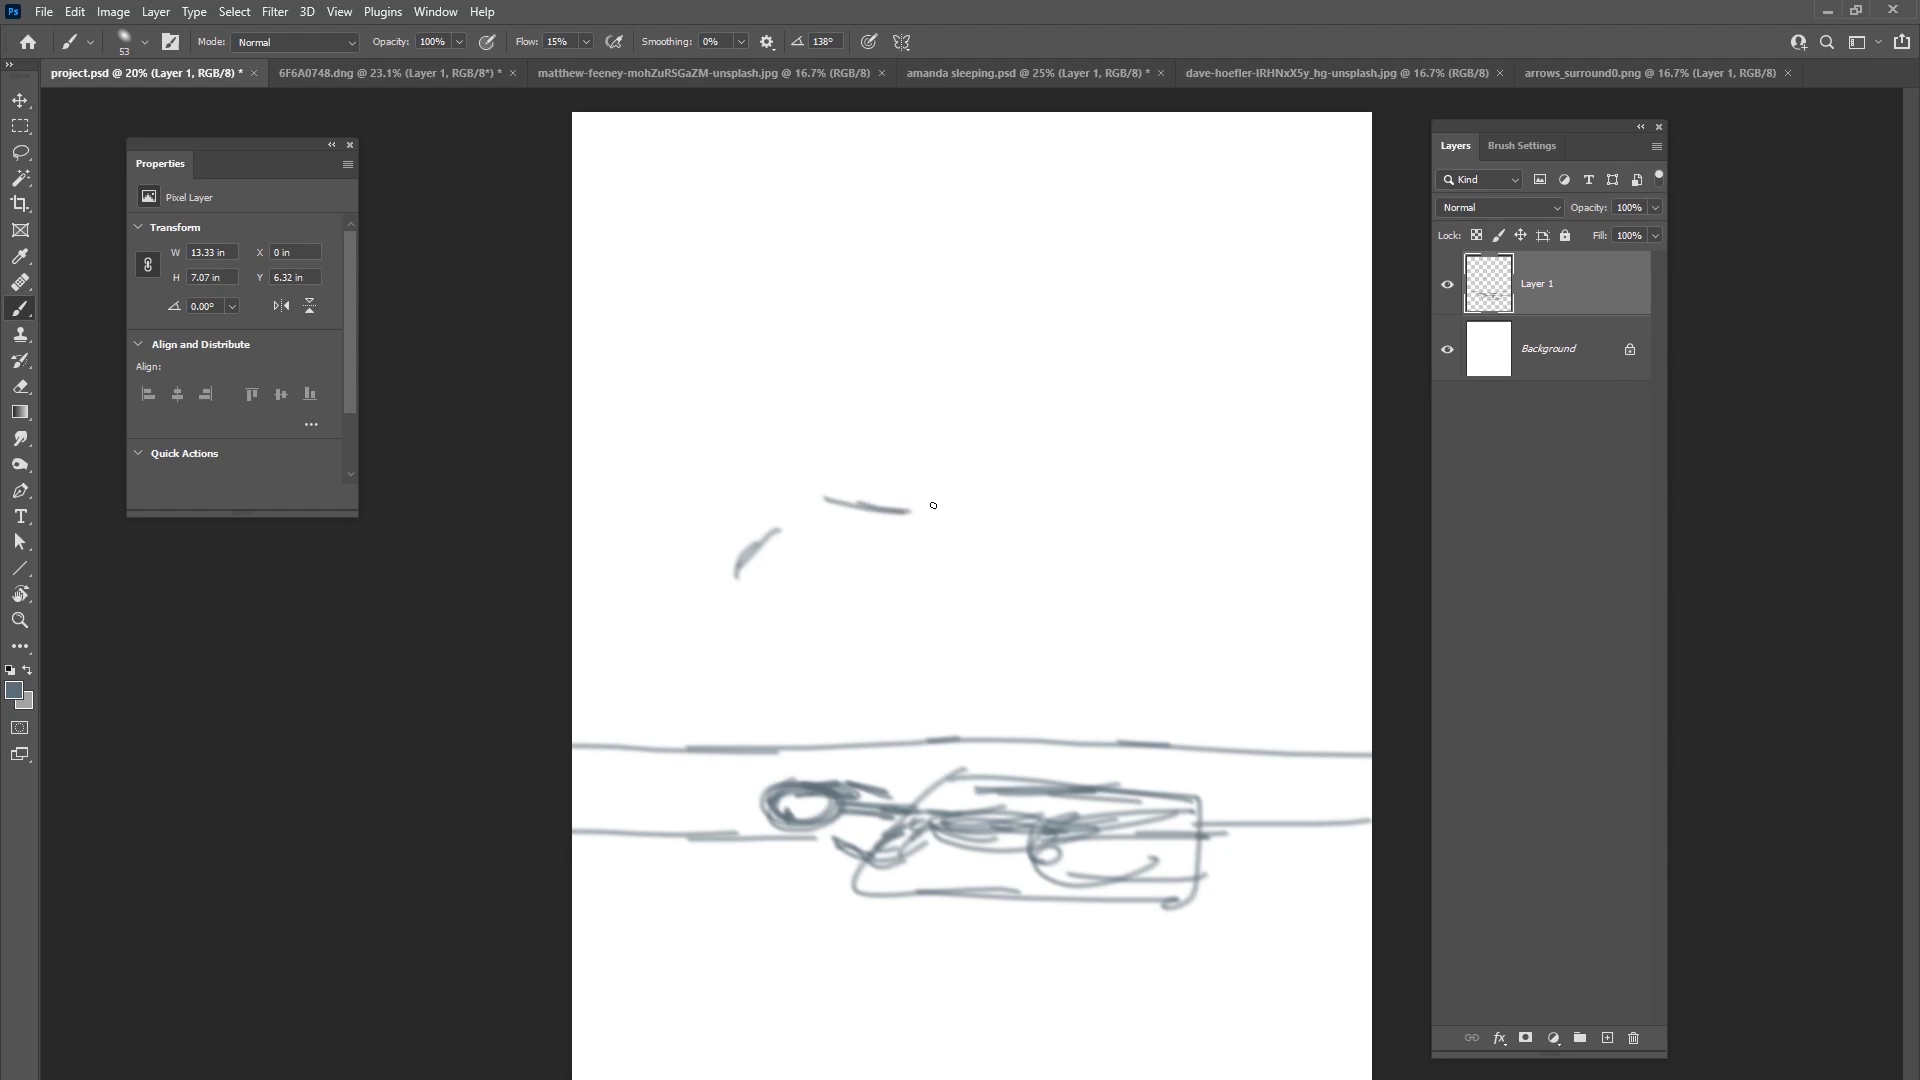 Ps File Edit Image Layer Type Select Filter 3D View Plugins Window Help
53 Mode: Normal Opacity: 100% Flow: 15% Smoothing: 0% 138°
project.psd @ 20% (Layer 1, RGB/8) * 6F6A0748.dng @ 23.1% (Layer 1, RGB/8*) * matthew-feeney-mohZuRSGaZM-unsplash.jpg @ 16.7% (RGB/8) amanda sleeping.psd @ 25% (Layer 1, RGB/8) * dave-hoefler-IRHNxX5y_hg-unsplash.jpg @ 16.7% (RGB/8) arrows_surround0.png @ 16.7% (Layer 1, RGB/8)
Properties
Pixel Layer
Transform
W 13.33 in X 0 in
H 7.07 in Y 6.32 in
0.00°
Align and Distribute
Align:
Quick Actions
Layers Brush Settings
Kind
Normal Opacity: 100%
Lock: Fill: 100%
Layer 1
Background
fx